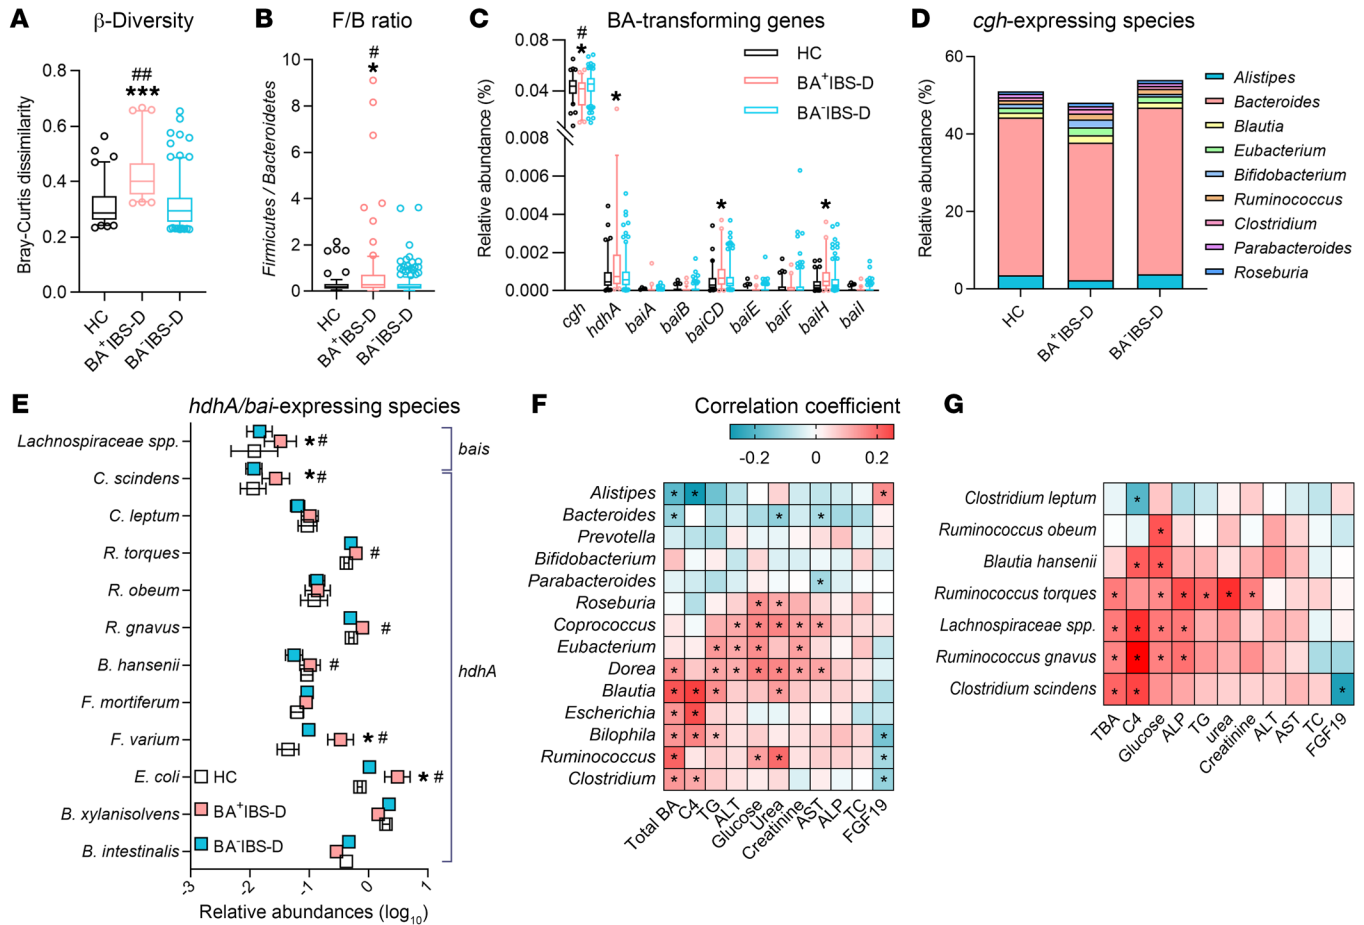 A
β-Diversity
Bray-Curtis dissimilarity
0.8
0.6
0.4
0.2
0.0
##
***
HC
BA+IBS-D
BA-IBS-D
B
F/B ratio
Firmicutes / Bacteroidetes
10
8
6
4
2
0
#
*
HC
BA+IBS-D
BA-IBS-D
C
BA-transforming genes
Relative abundance (%)
0.08
0.04
0.008
0.006
0.004
0.002
0.000
#
*
*
*
*
HC
BA+IBS-D
BA-IBS-D
cgh
hdhA
baiA
baiB
baiCD
baiE
baiF
baiH
baiI
D
cgh-expressing species
Relative abundance (%)
60
40
20
0
HC
BA+IBS-D
BA-IBS-D
Alistipes
Bacteroides
Blautia
Eubacterium
Bifidobacterium
Ruminococcus
Clostridium
Parabacteroides
Roseburia
E
hdhA/bai-expressing species
Lachnospiraceae spp.
*#
C. scindens
*#
C. leptum
R. torques
#
R. obeum
R. gnavus
#
B. hansenii
#
F. mortiferum
F. varium
*#
E. coli
*#
B. xylanisolvens
B. intestinalis
bais
hdhA
HC
BA+IBS-D
BA-IBS-D
-3
-2
-1
0
1
Relative abundances (log10)
F
Correlation coefficient
-0.2
0
0.2
Alistipes
* * *
Bacteroides
* * *
Prevotella
Bifidobacterium
Parabacteroides
*
Roseburia
* *
Coprococcus
* * * * *
Eubacterium
* * * *
Dorea
* * * * * * *
Blautia
* * * *
Escherichia
* *
Bilophila
* * * *
Ruminococcus
* * * *
Clostridium
* * *
Total BA
C4
TG
ALT
Glucose
Urea
Creatinine
AST
ALP
TC
FGF19
G
Clostridium leptum
*
Ruminococcus obeum
*
Blautia hansenii
* *
Ruminococcus torques
* * * * * *
Lachnospiraceae spp.
* * * *
Ruminococcus gnavus
* * * *
Clostridium scindens
* * *
TBA
C4
Glucose
ALP
TG
urea
Creatinine
ALT
AST
TC
FGF19